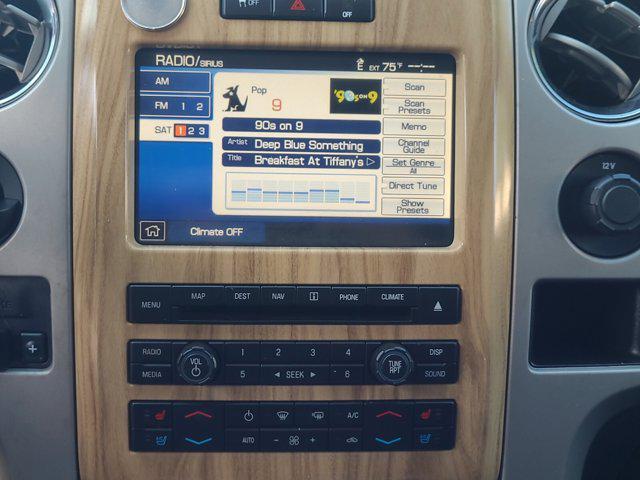 OFF
OFF
RADIO/SIRIUS
E EXT 75°F --:--
AM
FM 1 2
SAT 1 2 3
Pop
9
'90s on 9
90s on 9
Artist Deep Blue Something
Title Breakfast At Tiffany's
Scan
Scan Presets
Memo
Channel Guide
Set Genre
All
Direct Tune
Show Presets
Climate OFF
12V
MENU MAP DEST NAV i PHONE CLIMATE
RADIO VOL 1 2 3 4 TUNE RPT DISP
MEDIA 5 SEEK 6 SOUND
A/C
AUTO - +